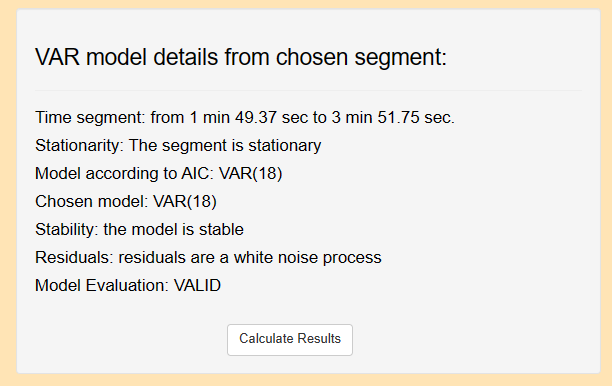 VAR model details from chosen segment:
Time segment: from 1 min 49.37 sec to 3 min 51.75 sec.
Stationarity: The segment is stationary
Model according to AIC: VAR(18)
Chosen model: VAR(18)
Stability: the model is stable
Residuals: residuals are a white noise process
Model Evaluation: VALID
Calculate Results